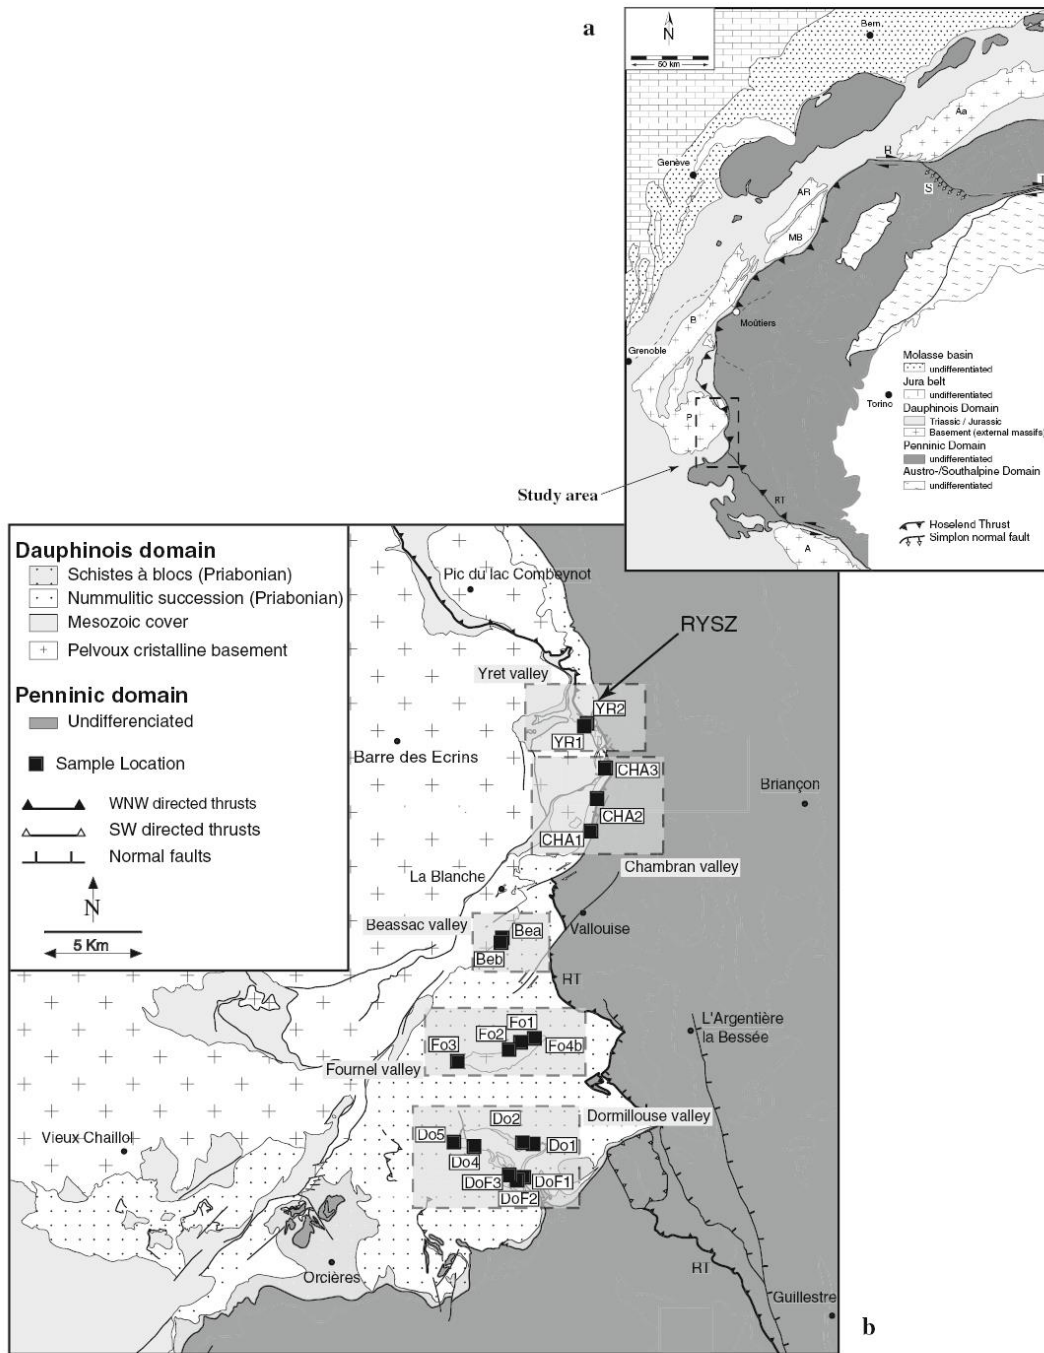 a
N
50 km
Bern
Aa
Genève
R
S
AR
MB
B
Moûtiers
Grenoble
Torino
P
Study area
RT
A
Molasse basin
undifferentiated
Jura belt
undifferentiated
Dauphinois Domain
Triassic / Jurassic
Basement (external massifs)
Penninic Domain
undifferentiated
Austro-/Southalpine Domain
undifferentiated
Hoselend Thrust
Simplon normal fault
Dauphinois domain
Schistes à blocs (Priabonian)
Nummulitic succession (Priabonian)
Mesozoic cover
Pelvoux cristalline basement
Penninic domain
Undifferenciated
Sample Location
WNW directed thrusts
SW directed thrusts
Normal faults
N
5 Km
Pic du lac Combeynot
RYSZ
Yret valley
YR2
YR1
Barre des Ecrins
CHA3
Briançon
CHA2
CHA1
Chambran valley
La Blanche
Beassac valley
Bea
Vallouise
Beb
RT
Fo1
L'Argentière
la Bessée
Fo2
Fo3
Fo4b
Fournel valley
Dormillouse valley
Do2
Vieux Chaillol
Do5
Do1
Do4
DoF3
DoF1
DoF2
RT
Orcières
Guillestre
b